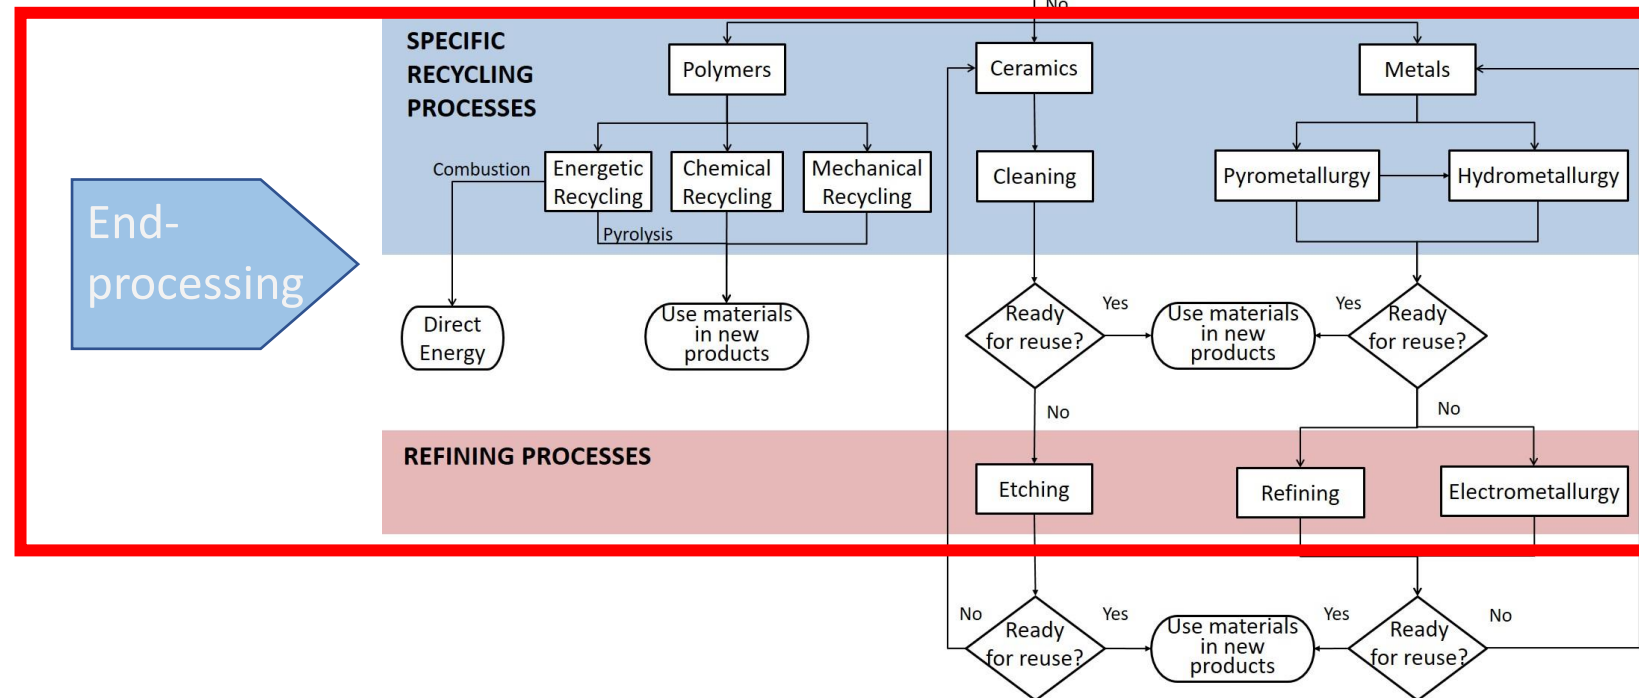 No
SPECIFIC
RECYCLING
PROCESSES
Polymers
Ceramics
Metals
Combustion
Energetic
Recycling
Chemical
Recycling
Mechanical
Recycling
Cleaning
Pyrometallurgy
Hydrometallurgy
Pyrolysis
End-
processing
Direct
Energy
Use materials
in new
products
Ready
for reuse?
Yes
Use materials
in new
products
Yes
Ready
for reuse?
No
No
REFINING PROCESSES
Etching
Refining
Electrometallurgy
No
Ready
for reuse?
Yes
Use materials
in new
products
Yes
Ready
for reuse?
No